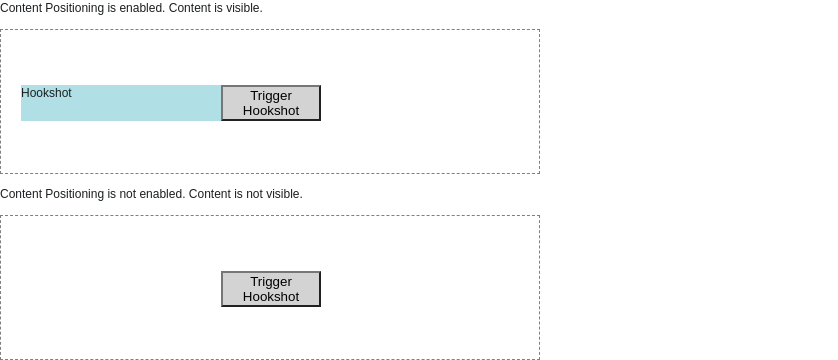 Content Positioning is enabled. Content is visible.
Hookshot
Trigger
Hookshot
Content Positioning is not enabled. Content is not visible.
Trigger
Hookshot